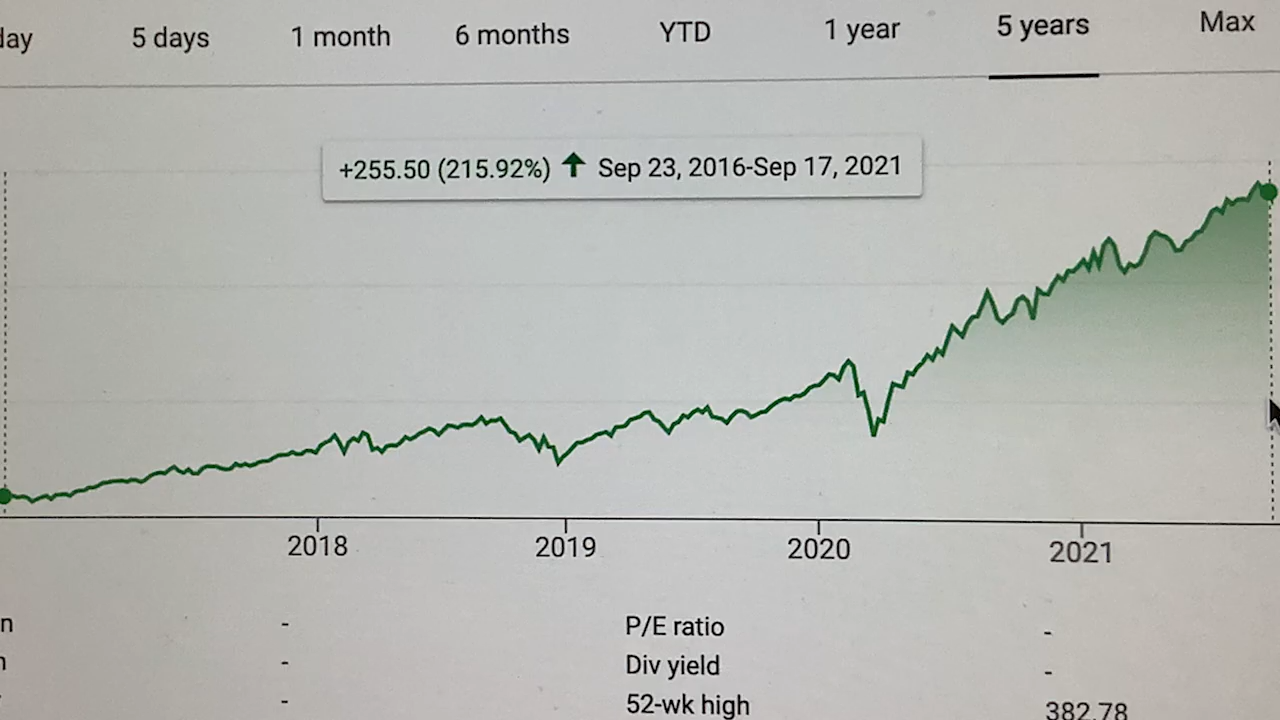 5 days 1 month 6 months YTD 1 year 5 years Max
+255.50 (215.92%) Sep 23, 2016-Sep 17, 2021
2018 2019 2020 2021
- P/E ratio -
- Div yield -
- 52-wk high 382.78